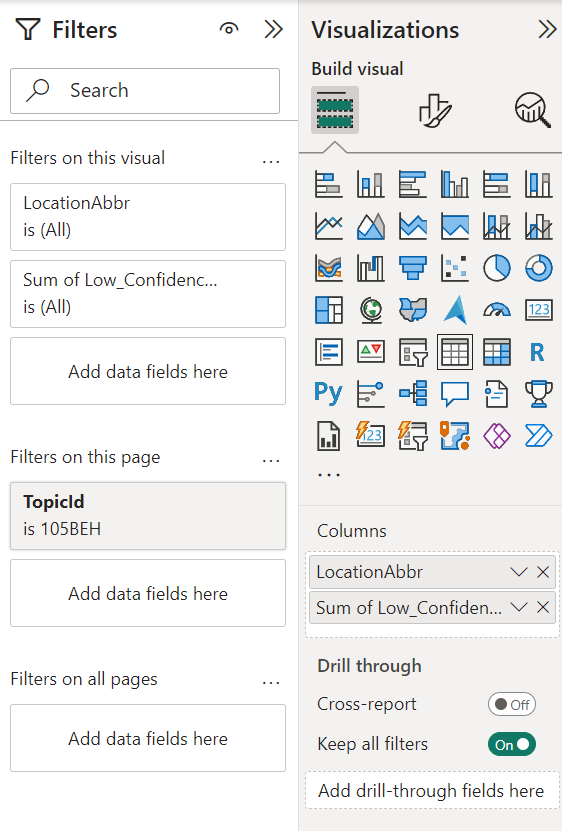 Filters
Search
Filters on this visual
...
LocationAbbr
is (All)
Sum of Low_Confidenc...
is (All)
Add data fields here
Filters on this page
...
TopicId
is 105BEH
Add data fields here
Filters on all pages
...
Add data fields here
Visualizations
Build visual
123
R
Py
123
...
Columns
LocationAbbr
Sum of Low_Confiden...
Drill through
Cross-report
Off
Keep all filters
On
Add drill-through fields here